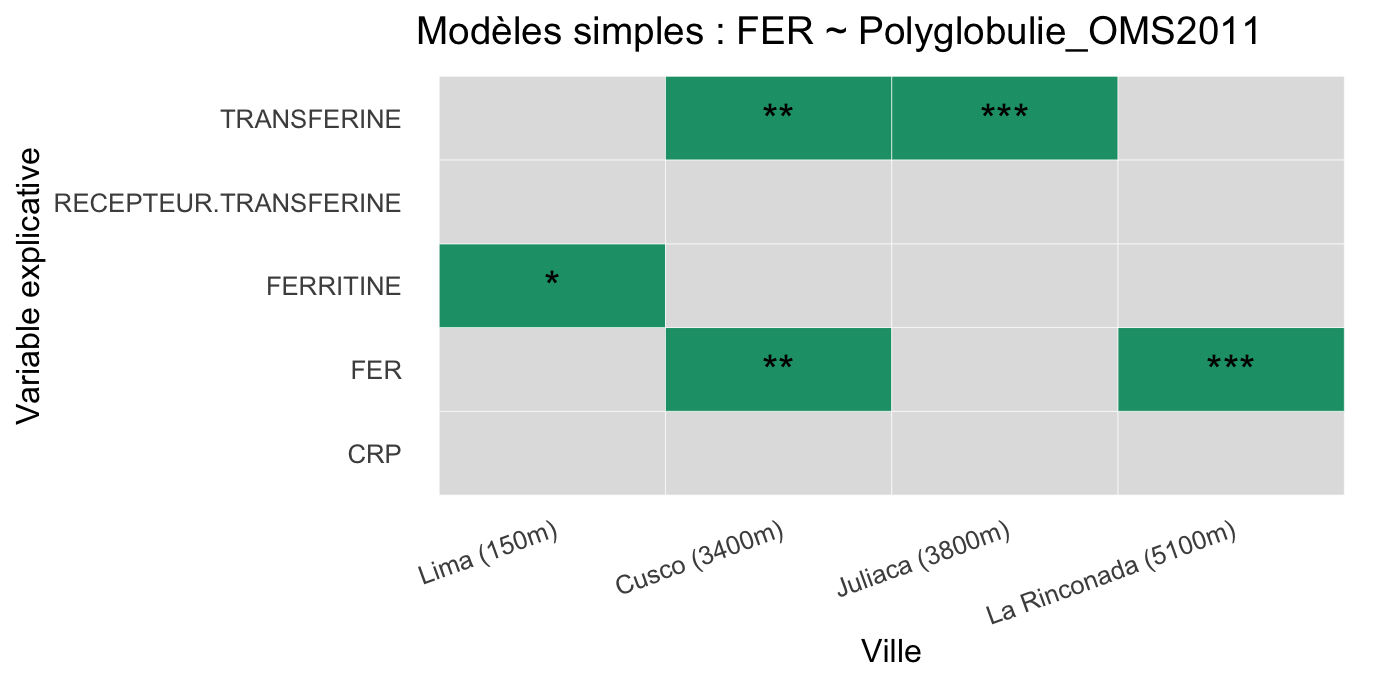 Modèles simples : FER ~ Polyglobulie_OMS2011
Variable explicative
TRANSFERINE
** ***
RECEPTEUR.TRANSFERINE
FERRITINE
*
FER
** ***
CRP
Lima (150m)
Cusco (3400m)
Juliaca (3800m)
La Rinconada (5100m)
Ville